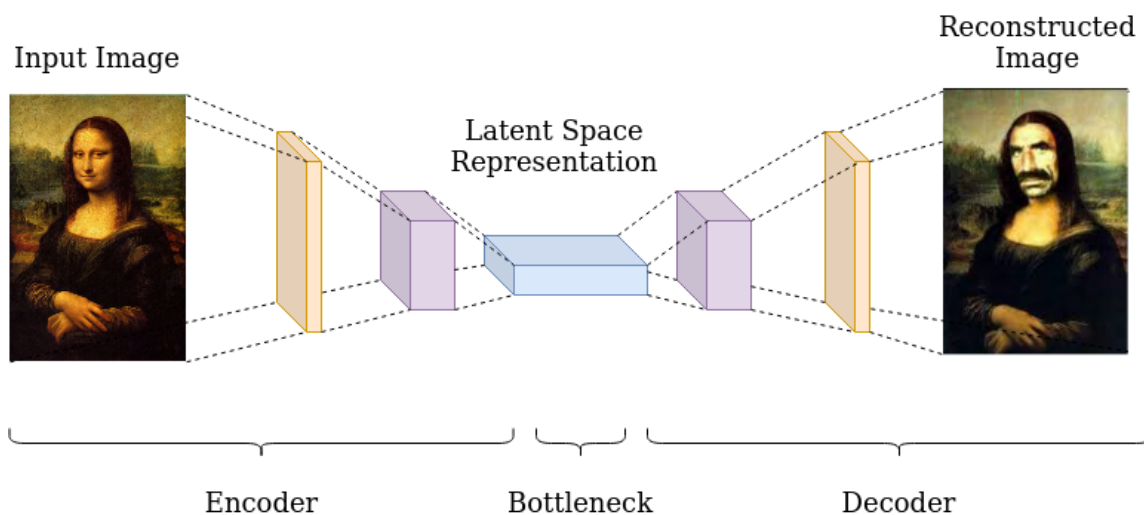 Input Image
Latent Space
Representation
Reconstructed
Image
Encoder
Bottleneck
Decoder